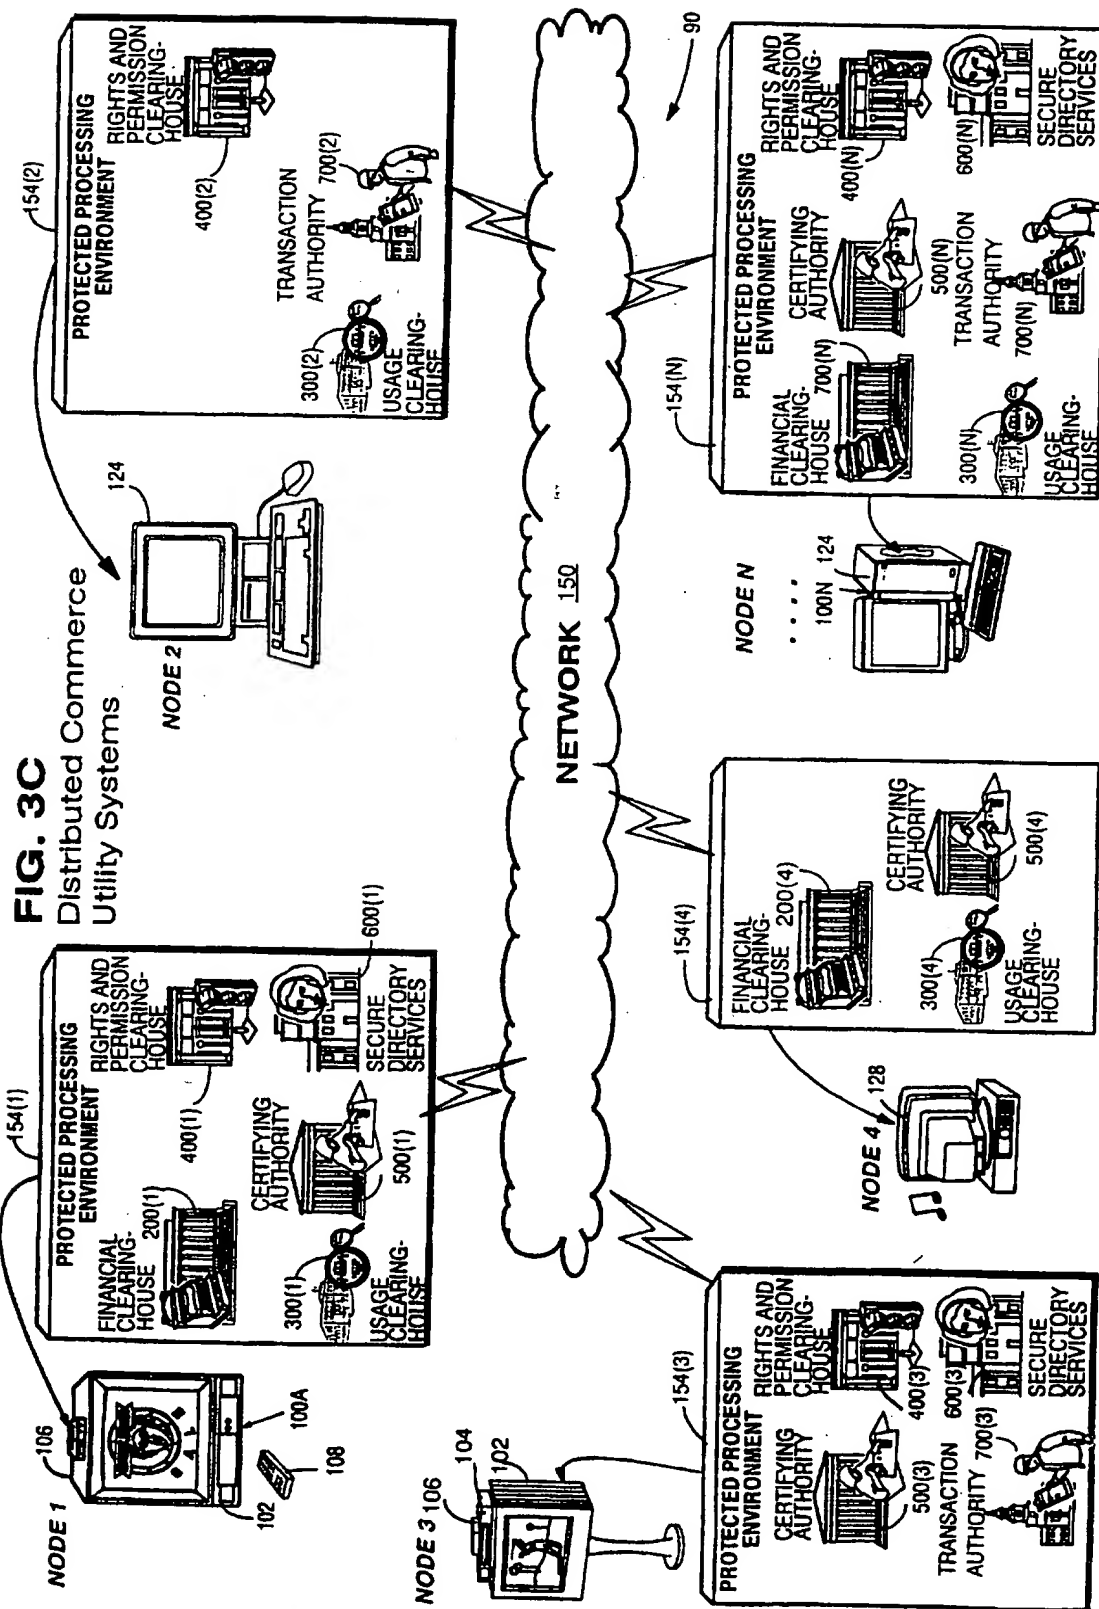 FIG. 3C
Distributed Commerce
Utility Systems
NODE 1
106
102
100A
108
154(1)
PROTECTED PROCESSING
ENVIRONMENT
FINANCIAL
CLEARING-
HOUSE 200(1)
RIGHTS AND
PERMISSION
CLEARING-
HOUSE
400(1)
CERTIFYING
AUTHORITY
500(1)
300(1)
USAGE
CLEARING-
HOUSE
600(1)
SECURE
DIRECTORY
SERVICES
NODE 2
124
154(2)
PROTECTED PROCESSING
ENVIRONMENT
RIGHTS AND
PERMISSION
CLEARING-
HOUSE
400(2)
TRANSACTION
AUTHORITY 700(2)
300(2)
USAGE
CLEARING-
HOUSE
NETWORK 150
90
NODE 3
106
104
102
154(3)
PROTECTED PROCESSING
ENVIRONMENT
CERTIFYING
AUTHORITY
500(3)
RIGHTS AND
PERMISSION
CLEARING-
HOUSE
400(3)
TRANSACTION
AUTHORITY 700(3)
600(3)
SECURE
DIRECTORY
SERVICES
NODE 4
128
154(4)
FINANCIAL
CLEARING-
HOUSE 200(4)
CERTIFYING
AUTHORITY
500(4)
300(4)
USAGE
CLEARING-
HOUSE
NODE N
. . . .
100N 124
154(N)
PROTECTED PROCESSING
ENVIRONMENT
FINANCIAL
CLEARING-
HOUSE 700(N)
CERTIFYING
AUTHORITY
500(N)
RIGHTS AND
PERMISSION
CLEARING-
HOUSE
400(N)
300(N)
USAGE
CLEARING-
HOUSE
TRANSACTION
AUTHORITY
700(N)
600(N)
SECURE
DIRECTORY
SERVICES